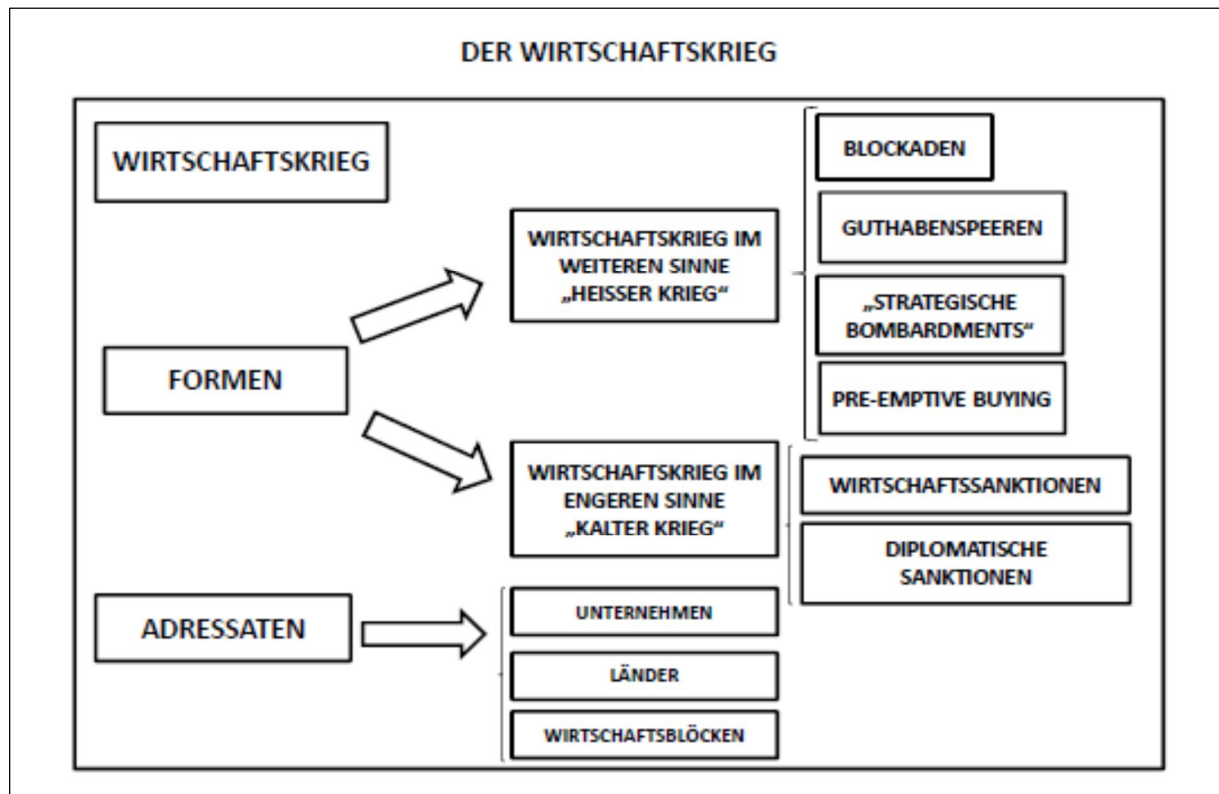 DER WIRTSCHAFTSKRIEG
WIRTSCHAFTSKRIEG
FORMEN
WIRTSCHAFTSKRIEG IM
WEITEREN SINNE
„HEISSER KRIEG“
BLOCKADEN
GUTHABENSPEEREN
„STRATEGISCHE
BOMBARDMENTS“
PRE-EMPTIVE BUYING
WIRTSCHAFTSKRIEG IM
ENGEREN SINNE
„KALTER KRIEG“
WIRTSCHAFTSSANKTIONEN
DIPLOMATISCHE
SANKTIONEN
ADRESSATEN
UNTERNEHMEN
LÄNDER
WIRTSCHAFTSBLÖCKEN